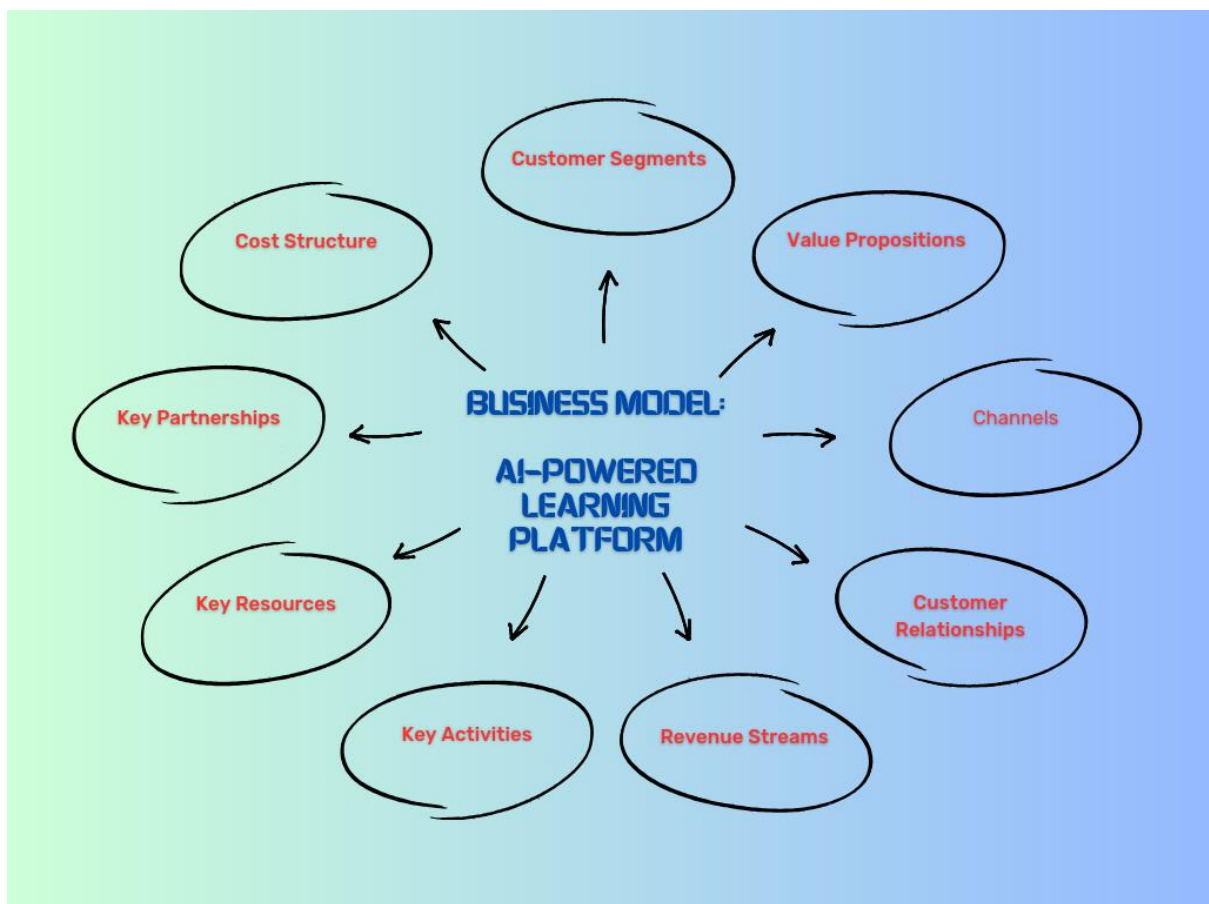 Customer Segments
Cost Structure
Value Propositions
BUSINESS MODEL:
Key Partnerships
Channels
AI-POWERED
LEARNING
PLATFORM
Key Resources
Customer
Relationships
Key Activities
Revenue Streams